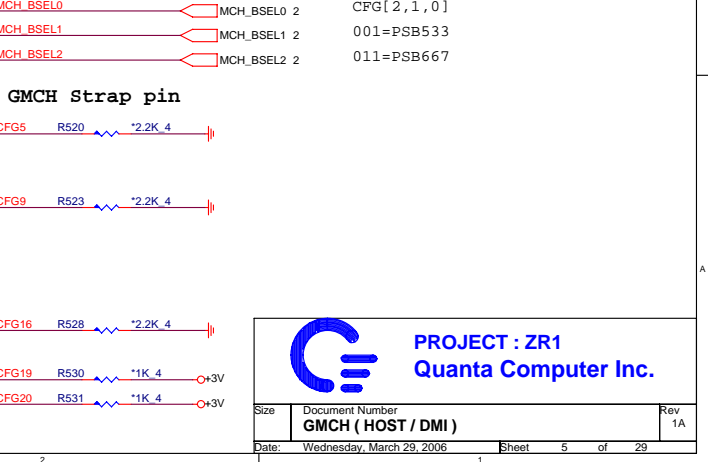 MCH_BSEL0 MCH_BSEL0 2 CFG[2,1,0]
MCH_BSEL1 MCH_BSEL1 2 001=PSB533
MCH_BSEL2 MCH_BSEL2 2 011=PSB667
GMCH Strap pin
CFG5 R520 *2.2K_4
CFG9 R523 *2.2K_4
A
CFG16 R528 *2.2K_4
CFG19 R530 *1K_4 +3V
CFG20 R531 *1K_4 +3V
PROJECT : ZR1
Quanta Computer Inc.
Size Document Number Rev
GMCH ( HOST / DMI ) 1A
Date: Wednesday, March 29, 2006 Sheet 5 of 29
2 1